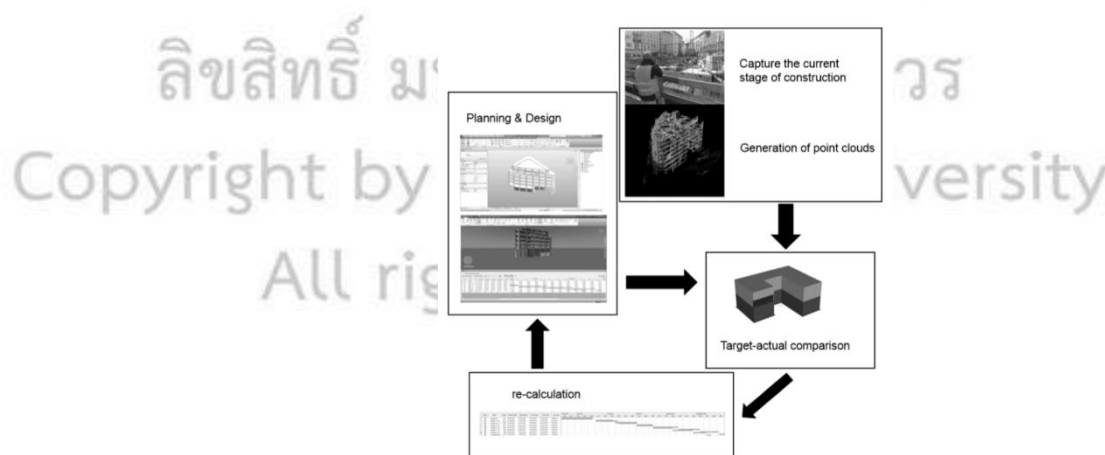 ลิขสิทธิ์ ม วร
Copyright by versity
All rig
Capture the current
stage of construction
Generation of point clouds
Planning & Design
Target-actual comparison
re-calculation